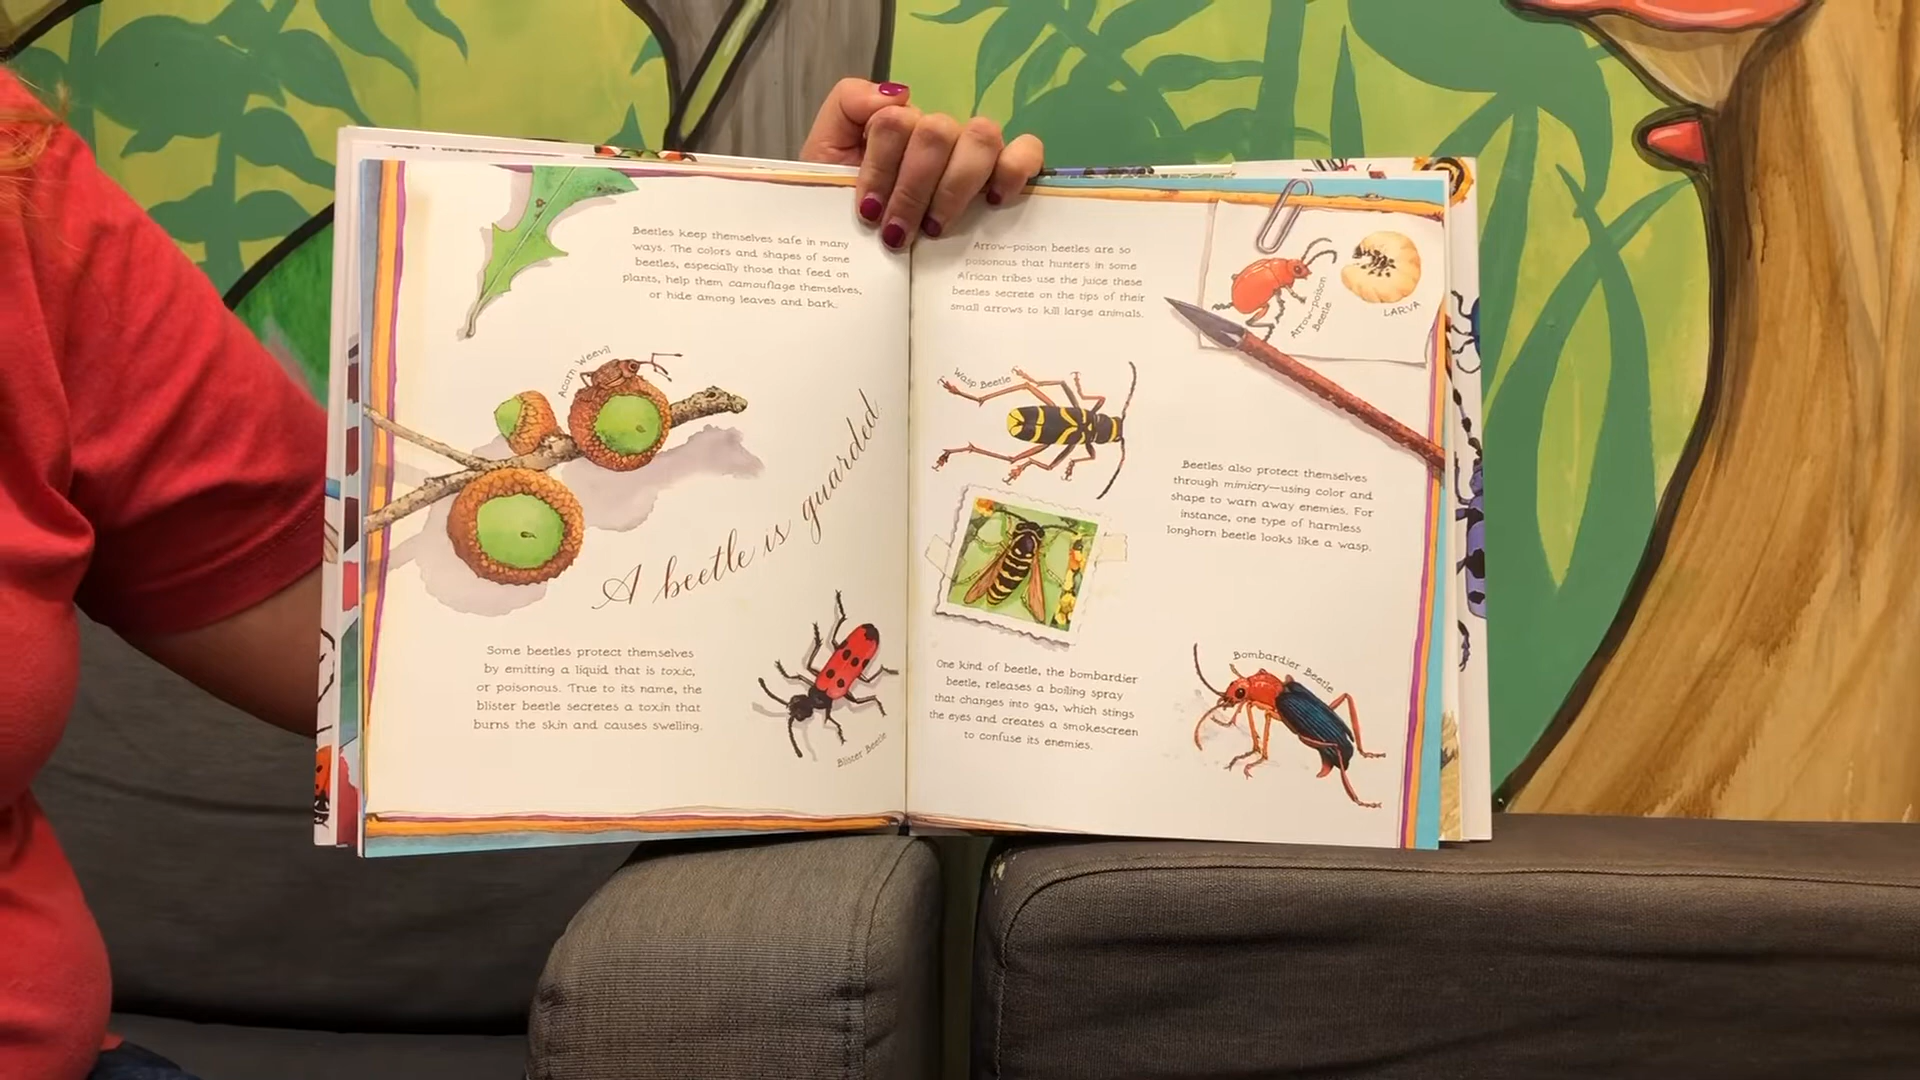 Beetles keep themselves safe in many
ways. The colors and shapes of some
beetles, especially those that feed on
plants, help them camouflage themselves,
or hide among leaves and bark.
Acorn Weevil
A beetle is guarded
Some beetles protect themselves
by emitting a liquid that is toxic,
or poisonous. True to its name, the
blister beetle secretes a toxin that
burns the skin and causes swelling.
Blister Beetle
Arrow-poison beetles are so
poisonous that hunters in some
African tribes use the juice these
beetles secrete on the tips of their
small arrows to kill large animals.
Arrow-poison
Beetle
LARVA
Wasp Beetle
Beetles also protect themselves
through mimicry—using color and
shape to warn away enemies. For
instance, one type of harmless
longhorn beetle looks like a wasp.
One kind of beetle, the bombardier
beetle, releases a boiling spray
that changes into gas, which stings
the eyes and creates a smokescreen
to confuse its enemies.
Bombardier Beetle